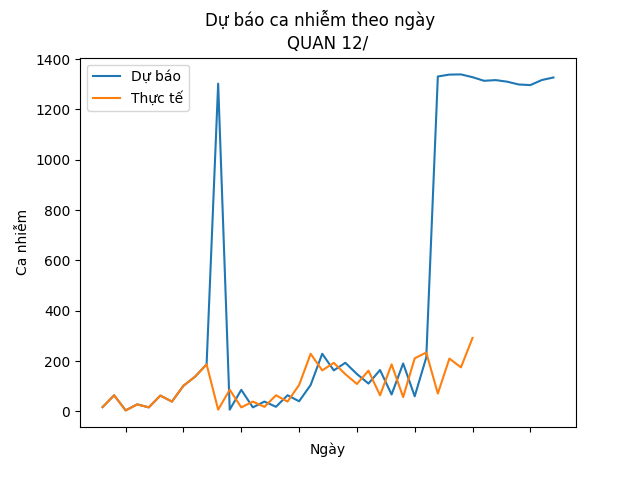 Dự báo ca nhiễm theo ngày
QUAN 12/
1400
1200
1000
800
600
400
200
0
Ca nhiễm
Dự báo
Thực tế
Ngày